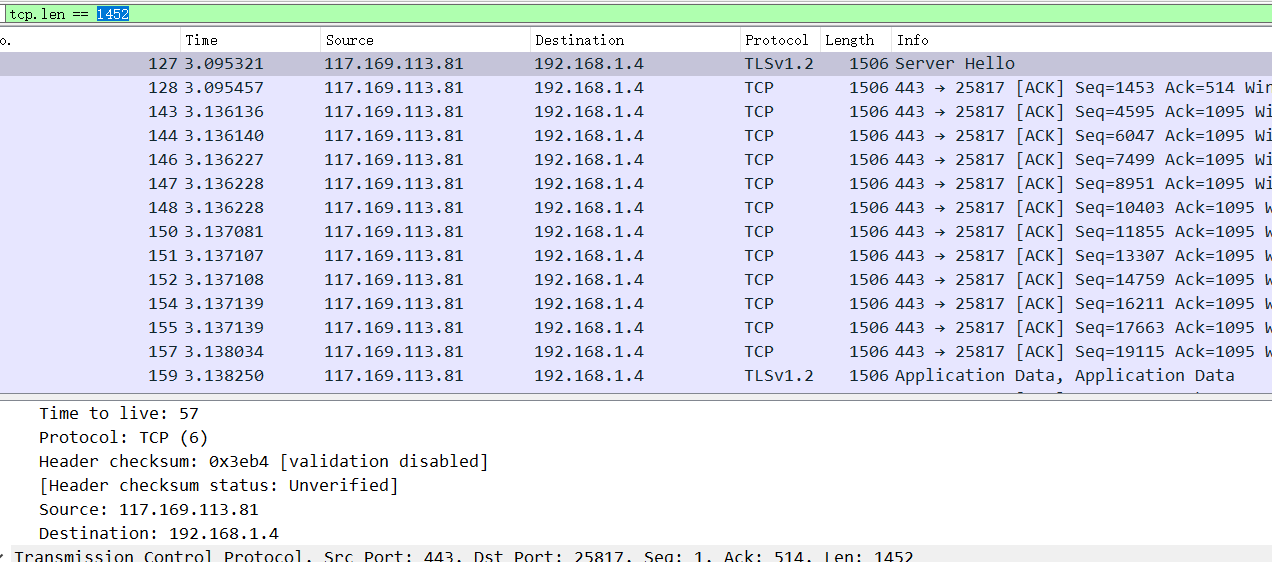 tcp.len == 1452
o. Time Source Destination Protocol Length Info
127 3.095321 117.169.113.81 192.168.1.4 TLSv1.2 1506 Server Hello
128 3.095457 117.169.113.81 192.168.1.4 TCP 1506 443 → 25817 [ACK] Seq=1453 Ack=514 Win
143 3.136136 117.169.113.81 192.168.1.4 TCP 1506 443 → 25817 [ACK] Seq=4595 Ack=1095 Wi
144 3.136140 117.169.113.81 192.168.1.4 TCP 1506 443 → 25817 [ACK] Seq=6047 Ack=1095 Wi
146 3.136227 117.169.113.81 192.168.1.4 TCP 1506 443 → 25817 [ACK] Seq=7499 Ack=1095 Wi
147 3.136228 117.169.113.81 192.168.1.4 TCP 1506 443 → 25817 [ACK] Seq=8951 Ack=1095 Wi
148 3.136228 117.169.113.81 192.168.1.4 TCP 1506 443 → 25817 [ACK] Seq=10403 Ack=1095 W
150 3.137081 117.169.113.81 192.168.1.4 TCP 1506 443 → 25817 [ACK] Seq=11855 Ack=1095 W
151 3.137107 117.169.113.81 192.168.1.4 TCP 1506 443 → 25817 [ACK] Seq=13307 Ack=1095 W
152 3.137108 117.169.113.81 192.168.1.4 TCP 1506 443 → 25817 [ACK] Seq=14759 Ack=1095 W
154 3.137139 117.169.113.81 192.168.1.4 TCP 1506 443 → 25817 [ACK] Seq=16211 Ack=1095 W
155 3.137139 117.169.113.81 192.168.1.4 TCP 1506 443 → 25817 [ACK] Seq=17663 Ack=1095 W
157 3.138034 117.169.113.81 192.168.1.4 TCP 1506 443 → 25817 [ACK] Seq=19115 Ack=1095 W
159 3.138250 117.169.113.81 192.168.1.4 TLSv1.2 1506 Application Data, Application Data
Time to live: 57
Protocol: TCP (6)
Header checksum: 0x3eb4 [validation disabled]
[Header checksum status: Unverified]
Source: 117.169.113.81
Destination: 192.168.1.4
Transmission Control Protocol, Src Port: 443, Dst Port: 25817, Seq: 1, Ack: 514, Len: 1452